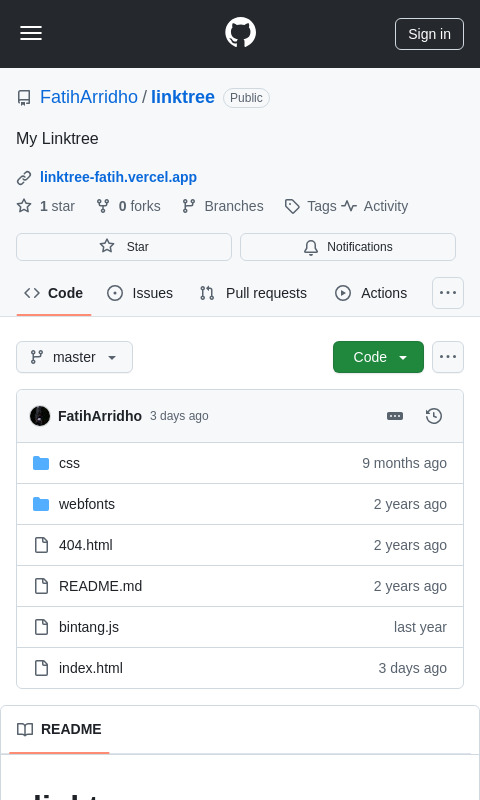 Sign in
FatihArridho / linktree Public
My Linktree
linktree-fatih.vercel.app
1 star 0 forks Branches Tags Activity
Star Notifications
Code Issues Pull requests Actions
master Code
FatihArridho 3 days ago
css 9 months ago
webfonts 2 years ago
404.html 2 years ago
README.md 2 years ago
bintang.js last year
index.html 3 days ago
README